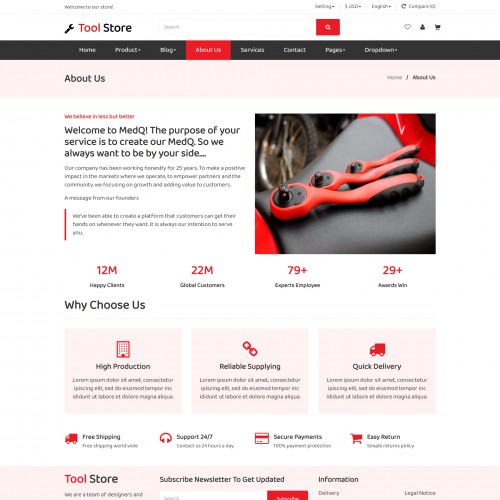 Welcome to our store!
Setting
$ USD
English
Compare (0)
Tool Store
Search
Home
Product
Blog
About Us
Services
Contact
Pages
Dropdown
About Us
Home / About Us
We believe in less but better
Welcome to MedQ! The purpose of your
service is to create our MedQ. So we
always want to be by your side....
Our company has been working honestly for 25 years. To make a positive
impact in the markets where we operate, to empower partners and the
community, we focusing on growth and adding value to customers.
A message from our founders
We've been able to create a platform that customers can get their
hands on whenever they want. It is always our intention to serve
you.
12M
Happy Clients
22M
Global Customers
79+
Experts Employee
29+
Awards Win
Why Choose Us
High Production
Lorem ipsum dolor sit amet, consectetur
ipiscing elit, sed do eiusmod tempor inc
ididunt ut labore et dolore magna aliqua.
Reliable Supplying
Lorem ipsum dolor sit amet, consectetur
ipiscing elit, sed do eiusmod tempor inc
ididunt ut labore et dolore magna aliqua.
Quick Delivery
Lorem ipsum dolor sit amet, consectetur
ipiscing elit, sed do eiusmod tempor inc
ididunt ut labore et dolore magna aliqua.
Free Shipping
Free shipping world wide
Support 24/7
Contact us 24 hours a day
Secure Payments
100% payment protection
Easy Return
Simple returns policy
Tool Store
We are a team of designers and
Subscribe Newsletter To Get Updated
Search
Subscribe
Information
Delivery
Legal Notice